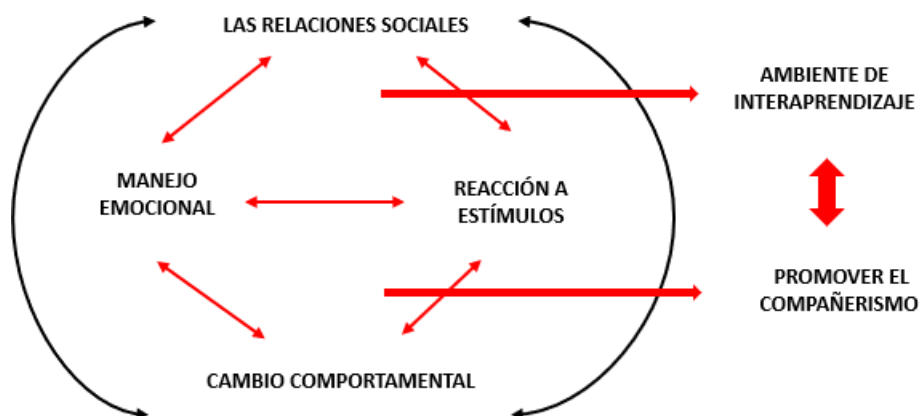 LAS RELACIONES SOCIALES
AMBIENTE DE
INTERAPRENDIZAJE
MANEJO
EMOCIONAL
REACCIÓN A
ESTÍMULOS
PROMOVER EL
COMPAÑERISMO
CAMBIO COMPORTAMENTAL